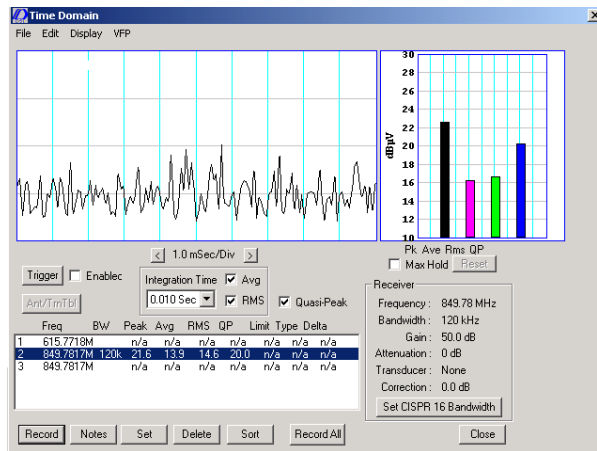 Time Domain
File Edit Display VFP
30
28
26
24
22
20
18
16
14
12
10
dBµV
Pk Ave Rms QP
< 1.0 mSec/Div >
Max Hold Reset
Trigger Enablec
Integration Time Avg
0.010 Sec RMS Quasi-Peak
Ant/TrnTbl
Receiver
Frequency : 849.78 MHz
Bandwidth : 120 kHz
Gain : 50.0 dB
Attenuation : 0 dB
Transducer : None
Correction : 0.0 dB
Set CISPR 16 Bandwidth
Freq BW Peak Avg RMS QP Limit Type Delta
1 615.7718M n/a n/a n/a n/a n/a n/a n/a
2 849.7817M 120k 21.6 13.9 14.6 20.0 n/a n/a n/a
3 849.7817M n/a n/a n/a n/a n/a n/a n/a
Record Notes Set Delete Sort Record All Close